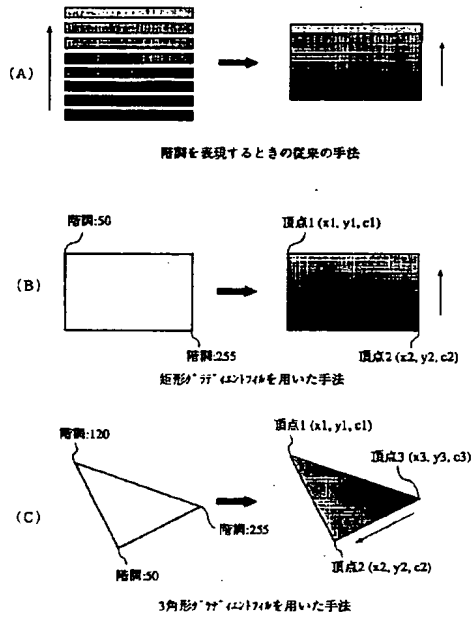 (A)
階調を表現するときの従来の手法
階調:50
頂点1 (x1, y1, c1)
(B)
階調:255
頂点2 (x2, y2, c2)
矩形グラディエントフィルを用いた手法
階調:120
頂点1 (x1, y1, c1)
頂点3 (x3, y3, c3)
(C)
階調:255
階調:50
頂点2 (x2, y2, c2)
3角形グラディエントフィルを用いた手法